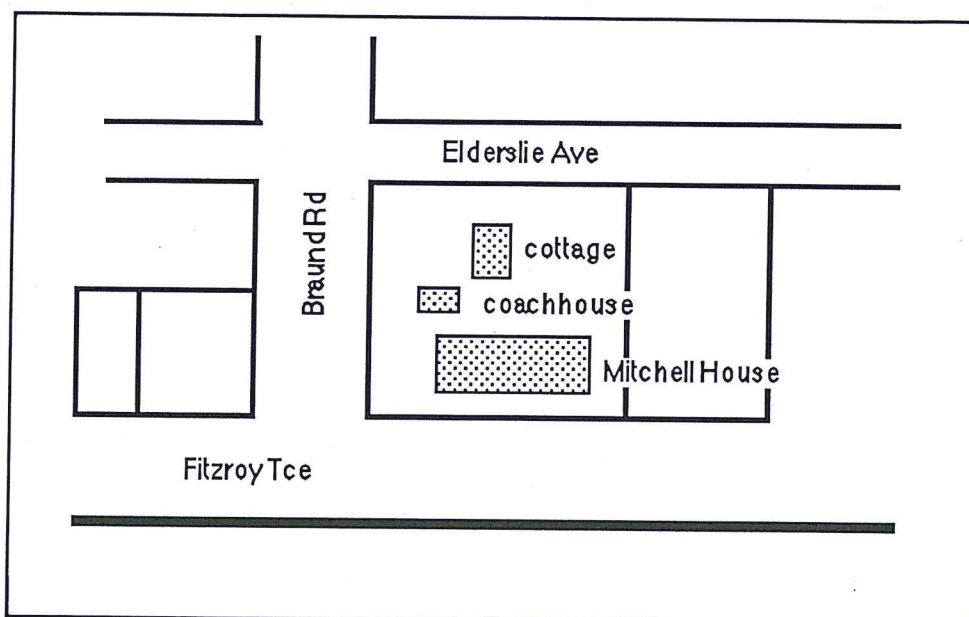 Elderslie Ave
Braund Rd
cottage
coachhouse
Mitchell House
Fitzroy Tce